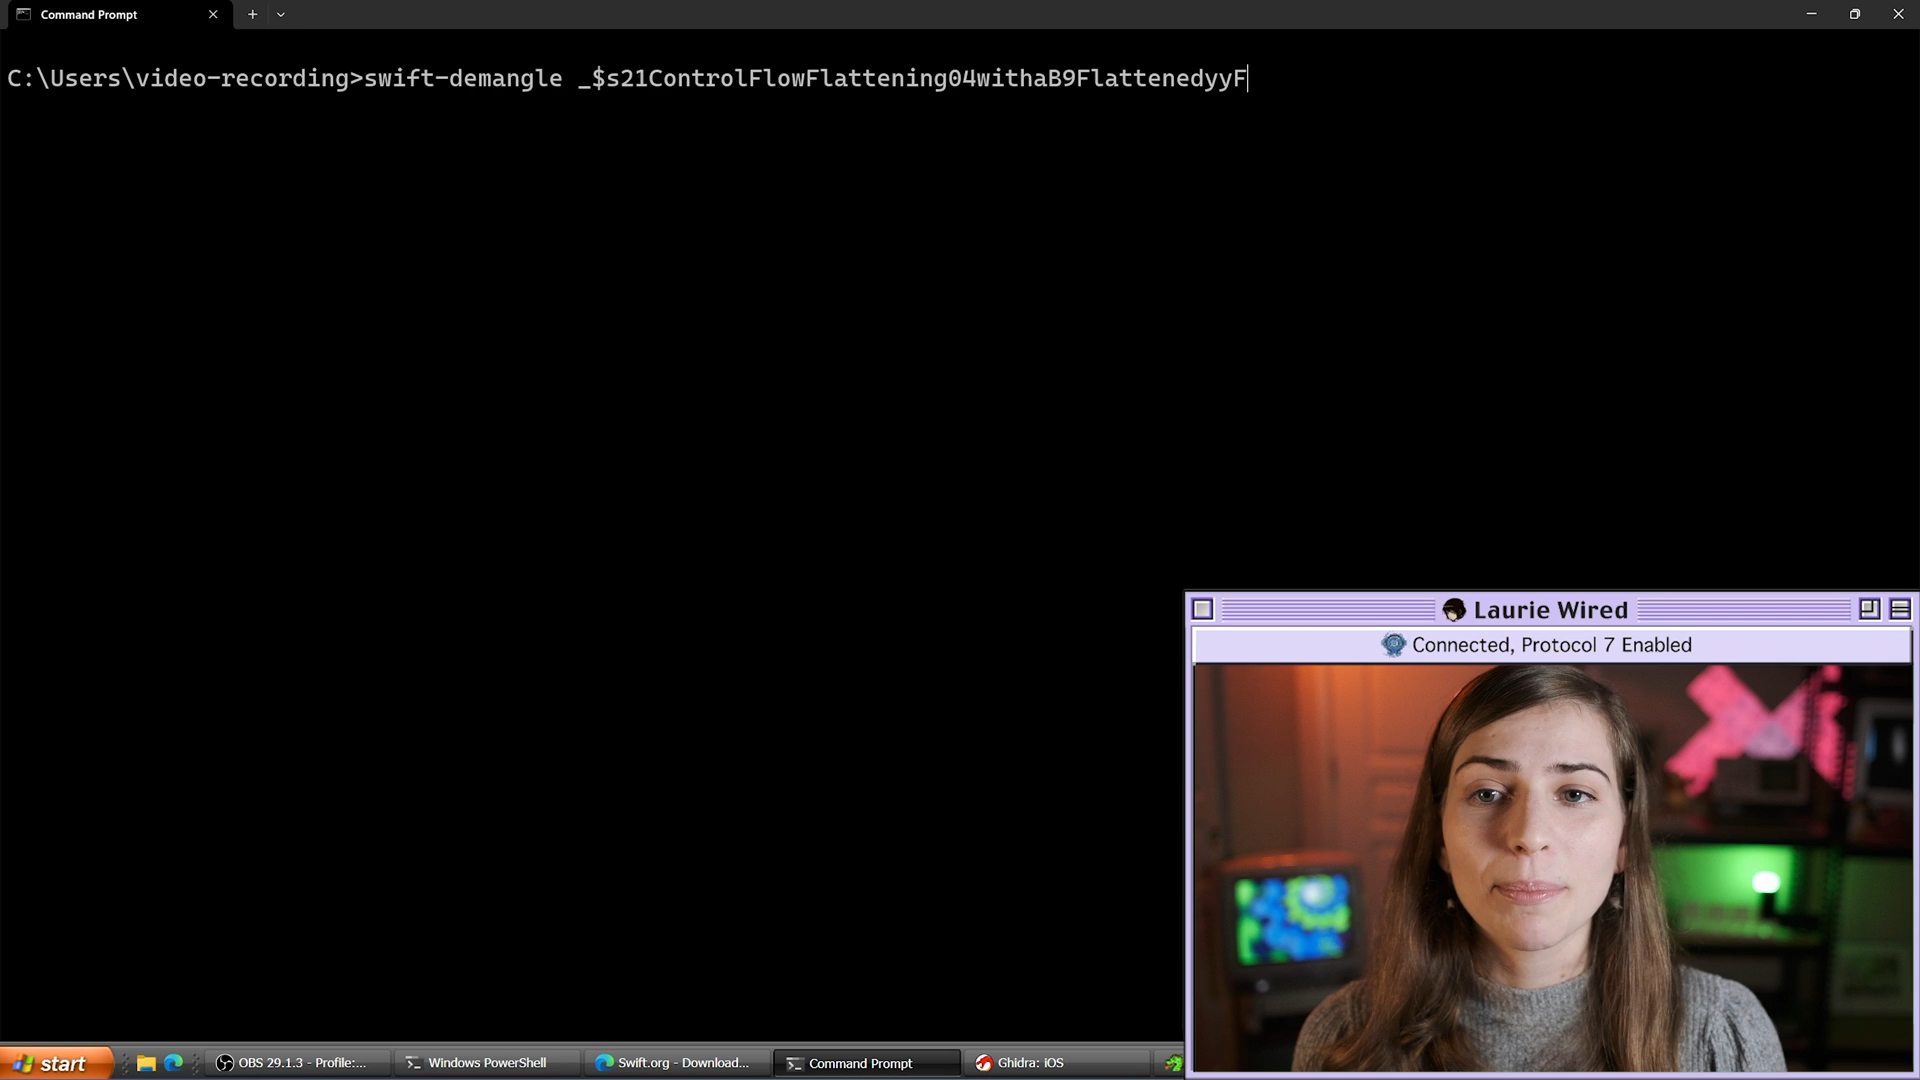 Command Prompt
C:\Users\video-recording>swift-demangle _$s21ControlFlowFlattening04withaB9FlattenedyyF
Laurie Wired
Connected, Protocol 7 Enabled
start
OBS 29.1.3 - Profile:...
Windows PowerShell
Swift.org - Download...
Command Prompt
Ghidra: iOS